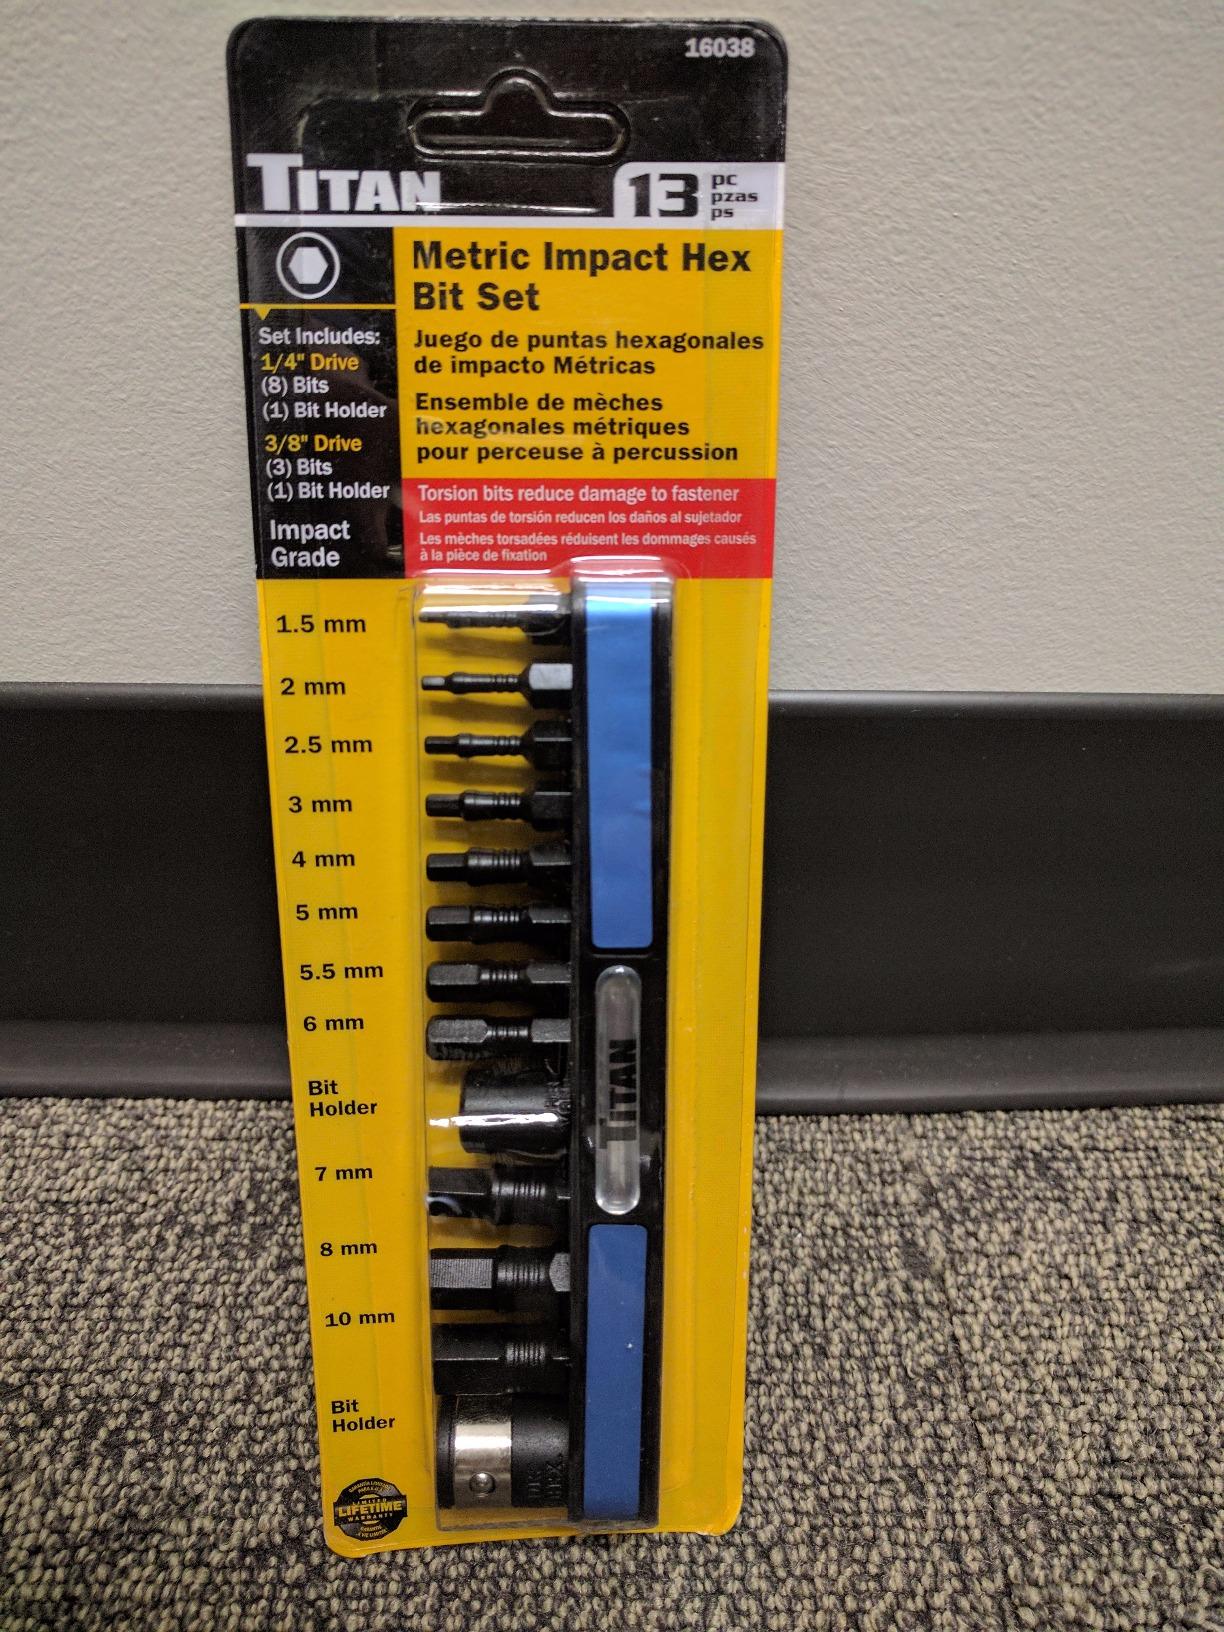 16038
TITAN
13 pc
pzas
ps
Metric Impact Hex
Bit Set
Juego de puntas hexagonales
de impacto Métricas
Ensemble de mèches
hexagonales métriques
pour perceuse à percussion
Set Includes:
1/4" Drive
(8) Bits
(1) Bit Holder
3/8" Drive
(3) Bits
(1) Bit Holder
Impact
Grade
Torsion bits reduce damage to fastener
Las puntas de torsión reducen los daños al sujetador
Les mèches torsadées réduisent les dommages causés
à la pièce de fixation
1.5 mm
2 mm
2.5 mm
3 mm
4 mm
5 mm
5.5 mm
6 mm
Bit
Holder
7 mm
8 mm
10 mm
Bit
Holder
TITAN
LIMITED
LIFETIME
WARRANTY